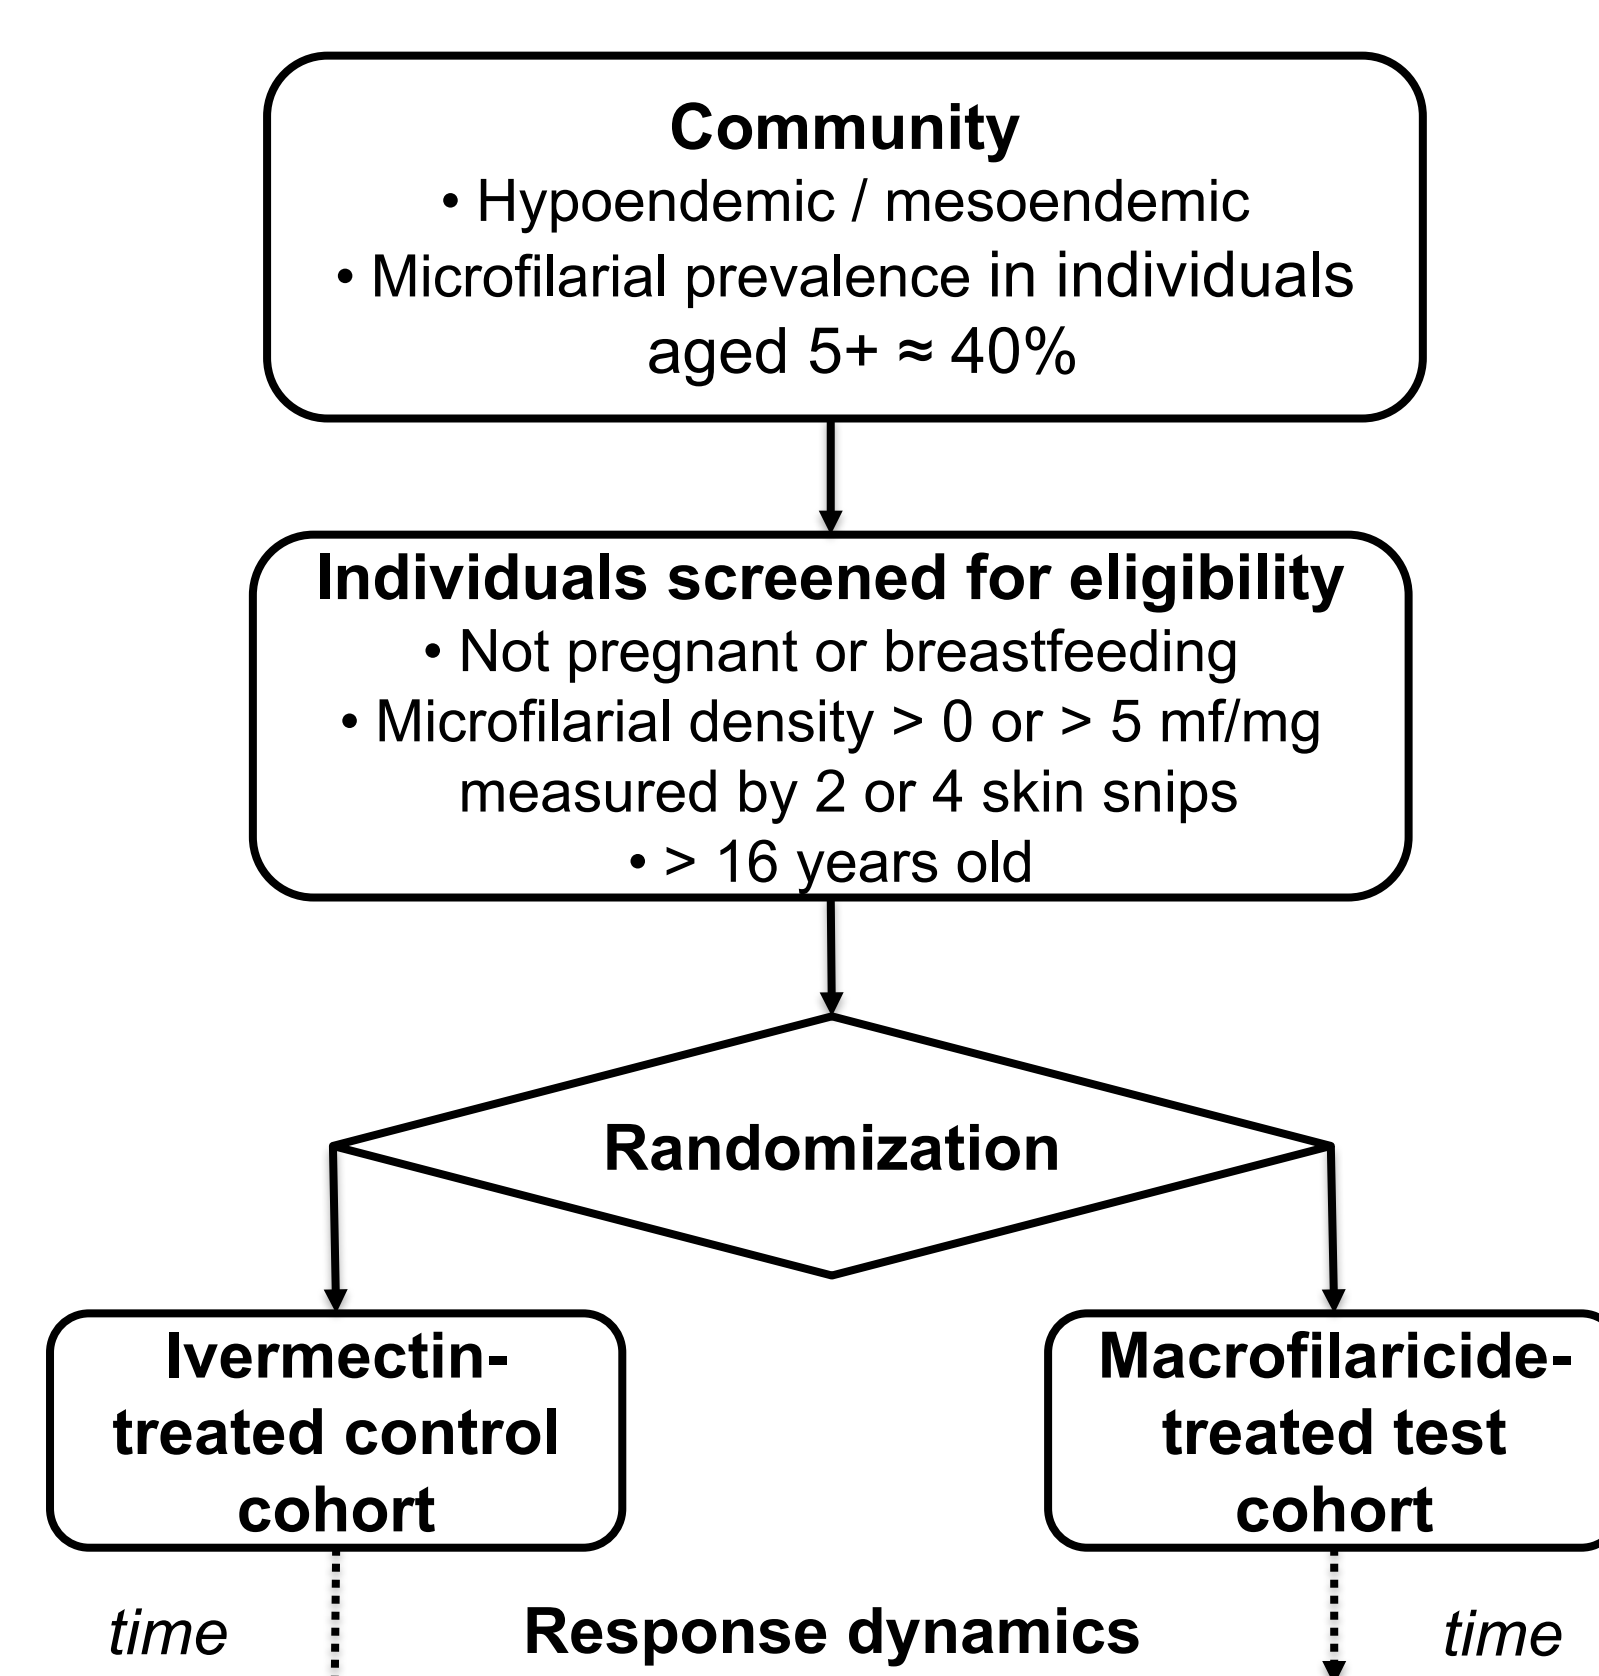 Community
• Hypoendemic / mesoendemic
• Microfilarial prevalence in individuals
aged 5+ ≈ 40%
Individuals screened for eligibility
• Not pregnant or breastfeeding
• Microfilarial density > 0 or > 5 mf/mg
measured by 2 or 4 skin snips
• > 16 years old
Randomization
Ivermectin-
treated control
cohort
Macrofilaricide-
treated test
cohort
time
Response dynamics
time